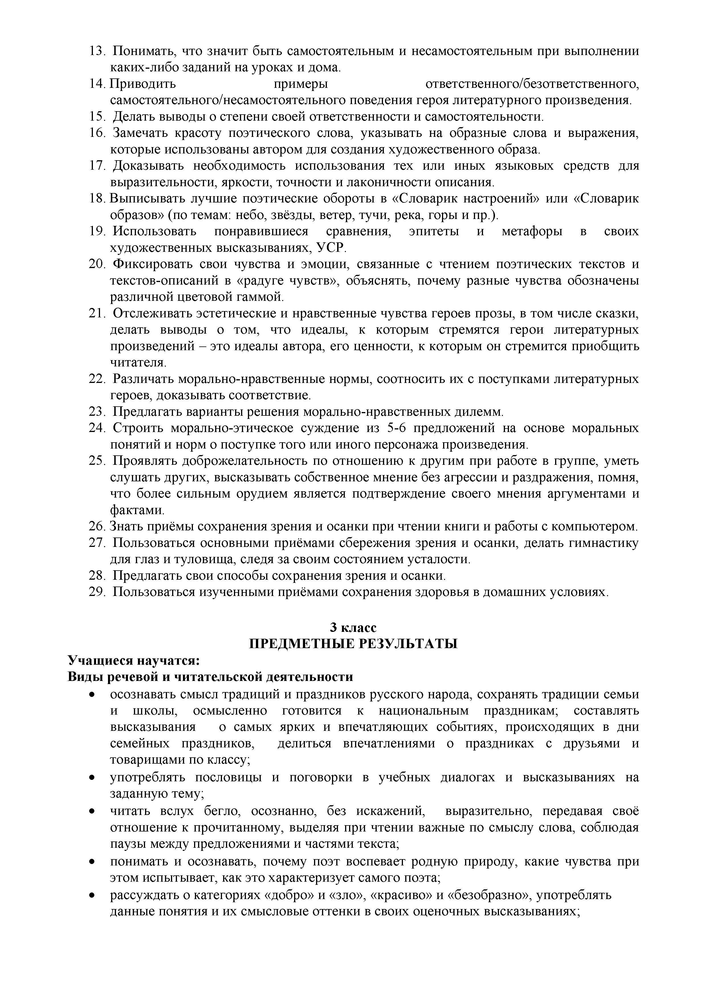 13. Понимать, что значит быть самостоятельным и несамостоятельным при выполнении
каких-либо заданий на уроках и дома.
14. Приводить примеры ответственного/безответственного,
самостоятельного/несамостоятельного поведения героя литературного произведения.
15. Делать выводы о степени своей ответственности и самостоятельности.
16. Замечать красоту поэтического слова, указывать на образные слова и выражения,
которые использованы автором для создания художественного образа.
17. Доказывать необходимость использования тех или иных языковых средств для
выразительности, яркости, точности и лаконичности описания.
18. Выписывать лучшие поэтические обороты в «Словарик настроений» или «Словарик
образов» (по темам: небо, звёзды, ветер, тучи, река, горы и пр.).
19. Использовать понравившиеся сравнения, эпитеты и метафоры в своих
художественных высказываниях, УСР.
20. Фиксировать свои чувства и эмоции, связанные с чтением поэтических текстов и
текстов-описаний в «радуге чувств», объяснять, почему разные чувства обозначены
различной цветовой гаммой.
21. Отслеживать эстетические и нравственные чувства героев прозы, в том числе сказки,
делать выводы о том, что идеалы, к которым стремятся герои литературных
произведений – это идеалы автора, его ценности, к которым он стремится приобщить
читателя.
22. Различать морально-нравственные нормы, соотносить их с поступками литературных
героев, доказывать соответствие.
23. Предлагать варианты решения морально-нравственных дилемм.
24. Строить морально-этическое суждение из 5-6 предложений на основе моральных
понятий и норм о поступке того или иного персонажа произведения.
25. Проявлять доброжелательность по отношению к другим при работе в группе, уметь
слушать других, высказывать собственное мнение без агрессии и раздражения, помня,
что более сильным орудием является подтверждение своего мнения аргументами и
фактами.
26. Знать приёмы сохранения зрения и осанки при чтении книги и работы с компьютером.
27. Пользоваться основными приёмами сбережения зрения и осанки, делать гимнастику
для глаз и туловища, следя за своим состоянием усталости.
28. Предлагать свои способы сохранения зрения и осанки.
29. Пользоваться изученными приёмами сохранения здоровья в домашних условиях.
3 класс
ПРЕДМЕТНЫЕ РЕЗУЛЬТАТЫ
Учащиеся научатся:
Виды речевой и читательской деятельности
• осознавать смысл традиций и праздников русского народа, сохранять традиции семьи
и школы, осмысленно готовится к национальным праздникам; составлять
высказывания о самых ярких и впечатляющих событиях, происходящих в дни
семейных праздников, делиться впечатлениями о праздниках с друзьями и
товарищами по классу;
• употреблять пословицы и поговорки в учебных диалогах и высказываниях на
заданную тему;
• читать вслух бегло, осознанно, без искажений, выразительно, передавая своё
отношение к прочитанному, выделяя при чтении важные по смыслу слова, соблюдая
паузы между предложениями и частями текста;
• понимать и осознавать, почему поэт воспевает родную природу, какие чувства при
этом испытывает, как это характеризует самого поэта;
• рассуждать о категориях «добро» и «зло», «красиво» и «безобразно», употреблять
данные понятия и их смысловые оттенки в своих оценочных высказываниях;